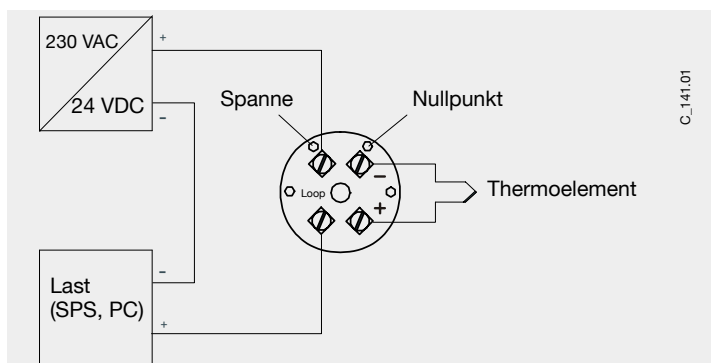 230 VAC
+
24 VDC
−
Spanne
Nullpunkt
C_141.01
Loop
−
+
Thermoelement
−
Last
(SPS, PC)
+